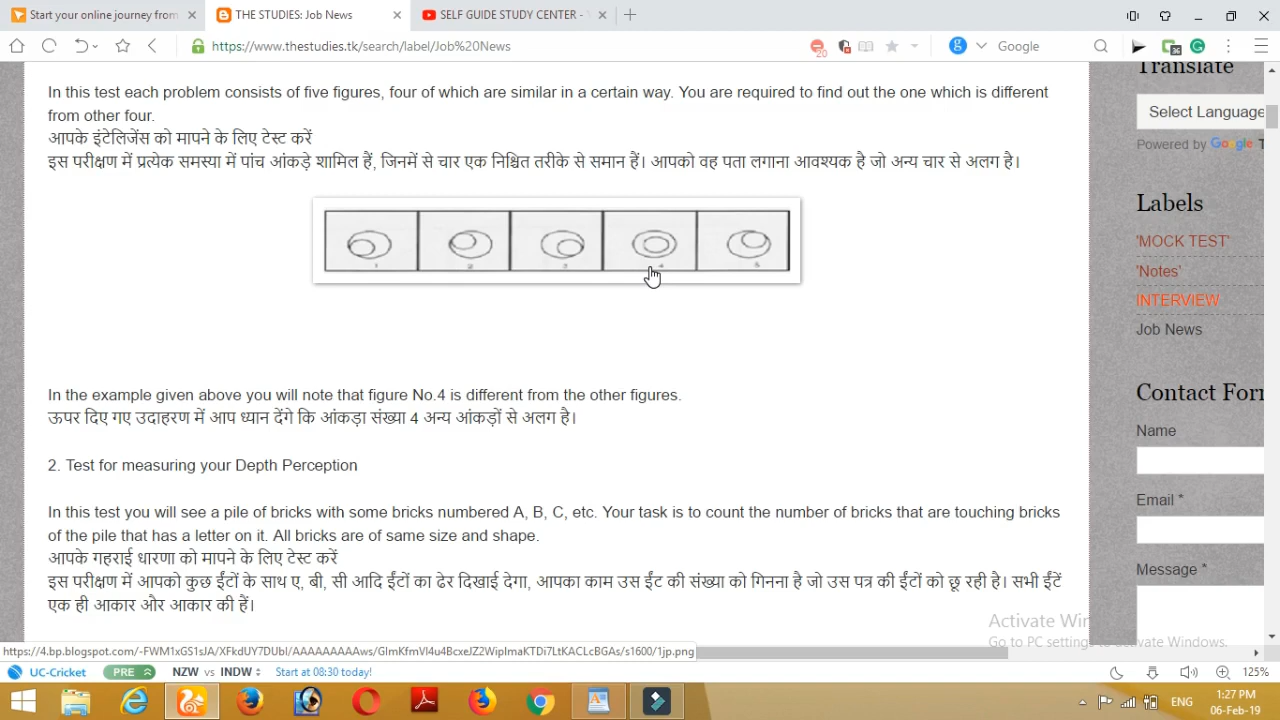 Start your online journey from
THE STUDIES: Job News
SELF GUIDE STUDY CENTER -
https://www.thestudies.tk/search/label/Job%20News
20
g
Google
36
In this test each problem consists of five figures, four of which are similar in a certain way. You are required to find out the one which is different
from other four.
आपके इंटेलिजेंस को मापने के लिए टेस्ट करें
इस परीक्षण में प्रत्येक समस्या में पांच आंकड़े शामिल हैं, जिनमें से चार एक निश्चित तरीके से समान हैं। आपको वह पता लगाना आवश्यक है जो अन्य चार से अलग है।
1 2 3 4 5
In the example given above you will note that figure No.4 is different from the other figures.
ऊपर दिए गए उदाहरण में आप ध्यान देंगे कि आंकड़ा संख्या 4 अन्य आंकड़ों से अलग है।
2. Test for measuring your Depth Perception
In this test you will see a pile of bricks with some bricks numbered A, B, C, etc. Your task is to count the number of bricks that are touching bricks
of the pile that has a letter on it. All bricks are of same size and shape.
आपके गहराई धारणा को मापने के लिए टेस्ट करें
इस परीक्षण में आपको कुछ ईंटों के साथ ए, बी, सी आदि ईंटों का ढेर दिखाई देगा, आपका काम उस ईंट की संख्या को गिनना है जो उस पत्र की ईंटों को छू रही है। सभी ईंटें
एक ही आकार और आकार की हैं।
Translate
Select Language
Powered by Google T
Labels
'MOCK TEST'
'Notes'
INTERVIEW
Job News
Contact For
Name
Email *
Message *
Activate Win
Go to PC settings to activate Windows.
UC-Cricket
PRE
NZW vs INDW
Start at 08:30 today!
125%
ENG
1:27 PM
06-Feb-19